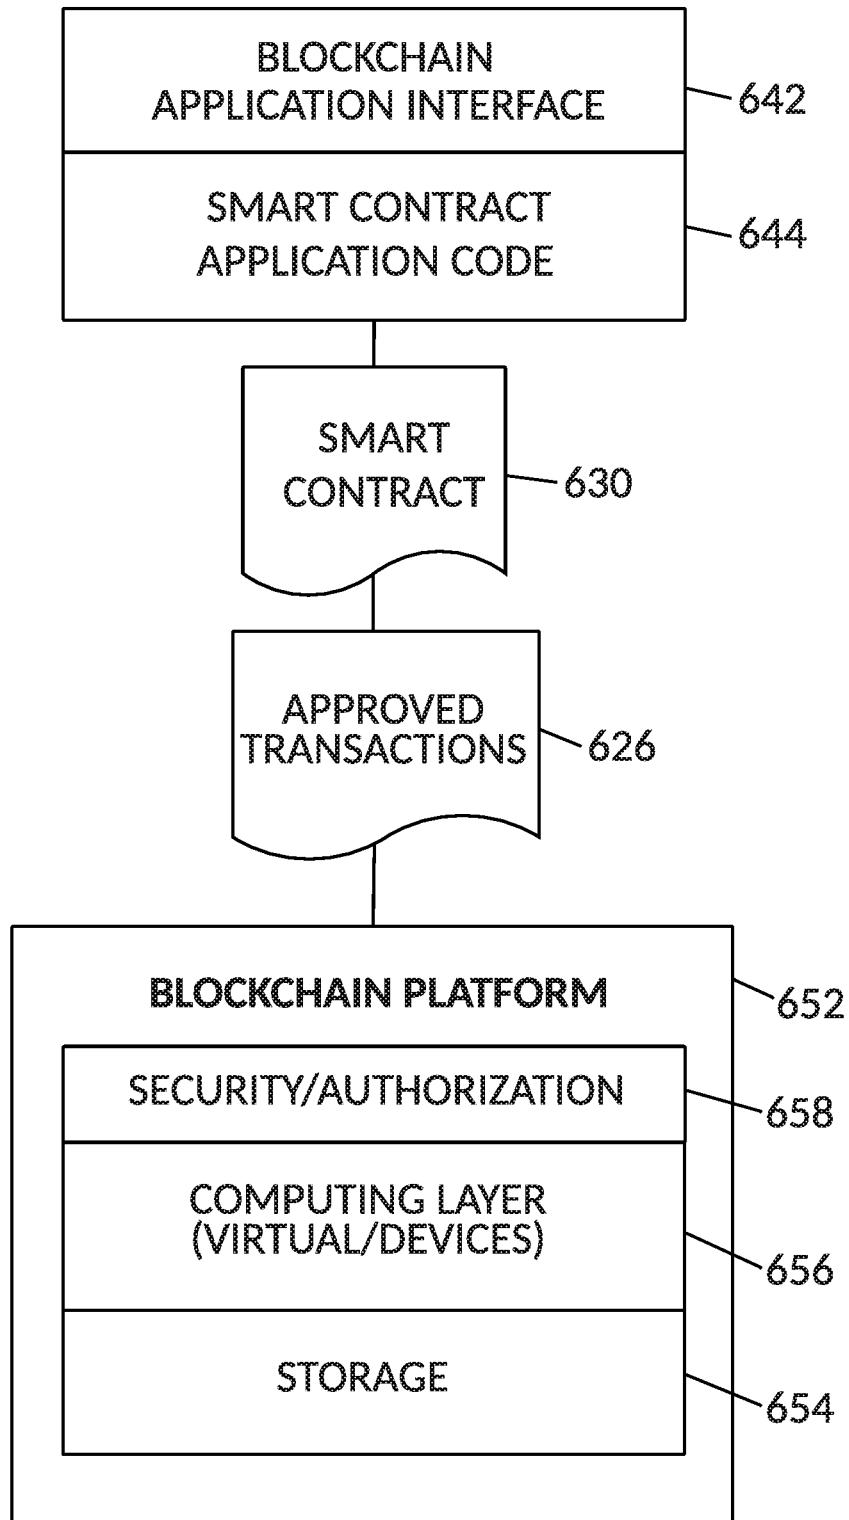 BLOCKCHAIN
APPLICATION INTERFACE
642
SMART CONTRACT
APPLICATION CODE
644
SMART
CONTRACT
630
APPROVED
TRANSACTIONS
626
BLOCKCHAIN PLATFORM
652
SECURITY/AUTHORIZATION
658
COMPUTING LAYER
(VIRTUAL/DEVICES)
656
STORAGE
654